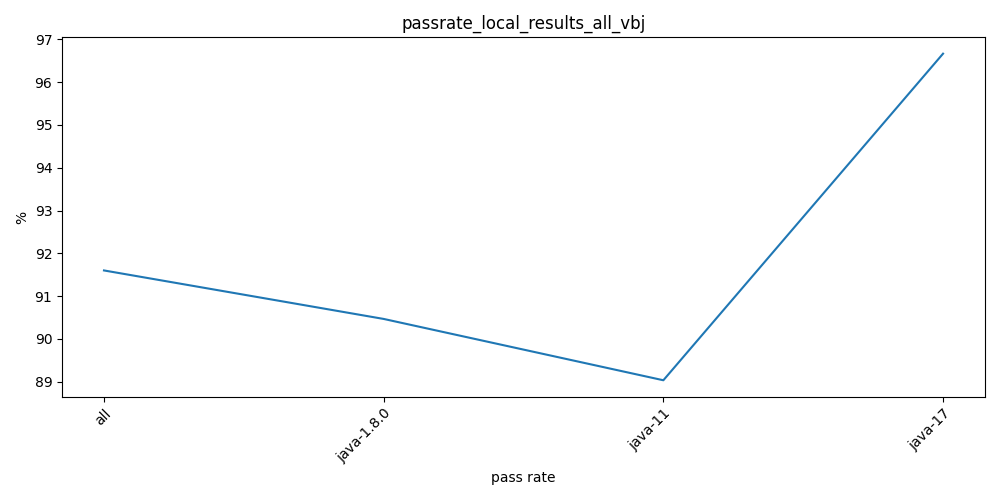 passrate_local_results_all_vbj
97
96
95
94
93
92
91
90
89
%
all
java-1.8.0
java-11
java-17
pass rate